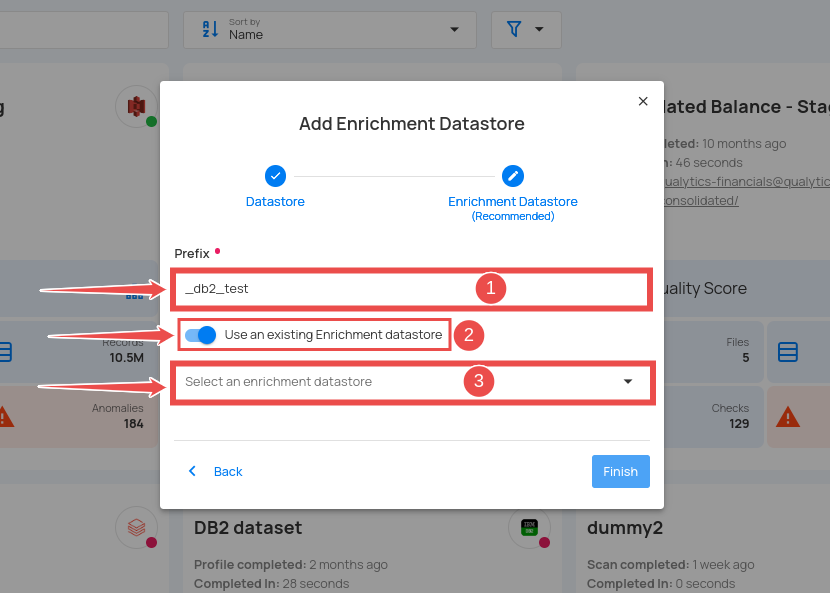 Sort by
Name
g
Add Enrichment Datastore
lated Balance - Sta
leted: 10 months ago
n: 46 seconds
ualytics-financials@qualytic
onsolidated/
Datastore
Enrichment Datastore
(Recommended)
Prefix
_db2_test
1
uality Score
Use an existing Enrichment datastore
2
Records
10.5M
Files
5
Select an enrichment datastore
3
Anomalies
184
Checks
129
Back
Finish
DB2 dataset
Profile completed: 2 months ago
Completed In: 28 seconds
dummy2
Scan completed: 1 week ago
Completed In: 0 seconds